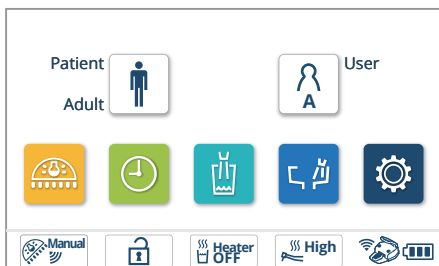 Patient
User
Adult
A
Manual
Heater
OFF
High